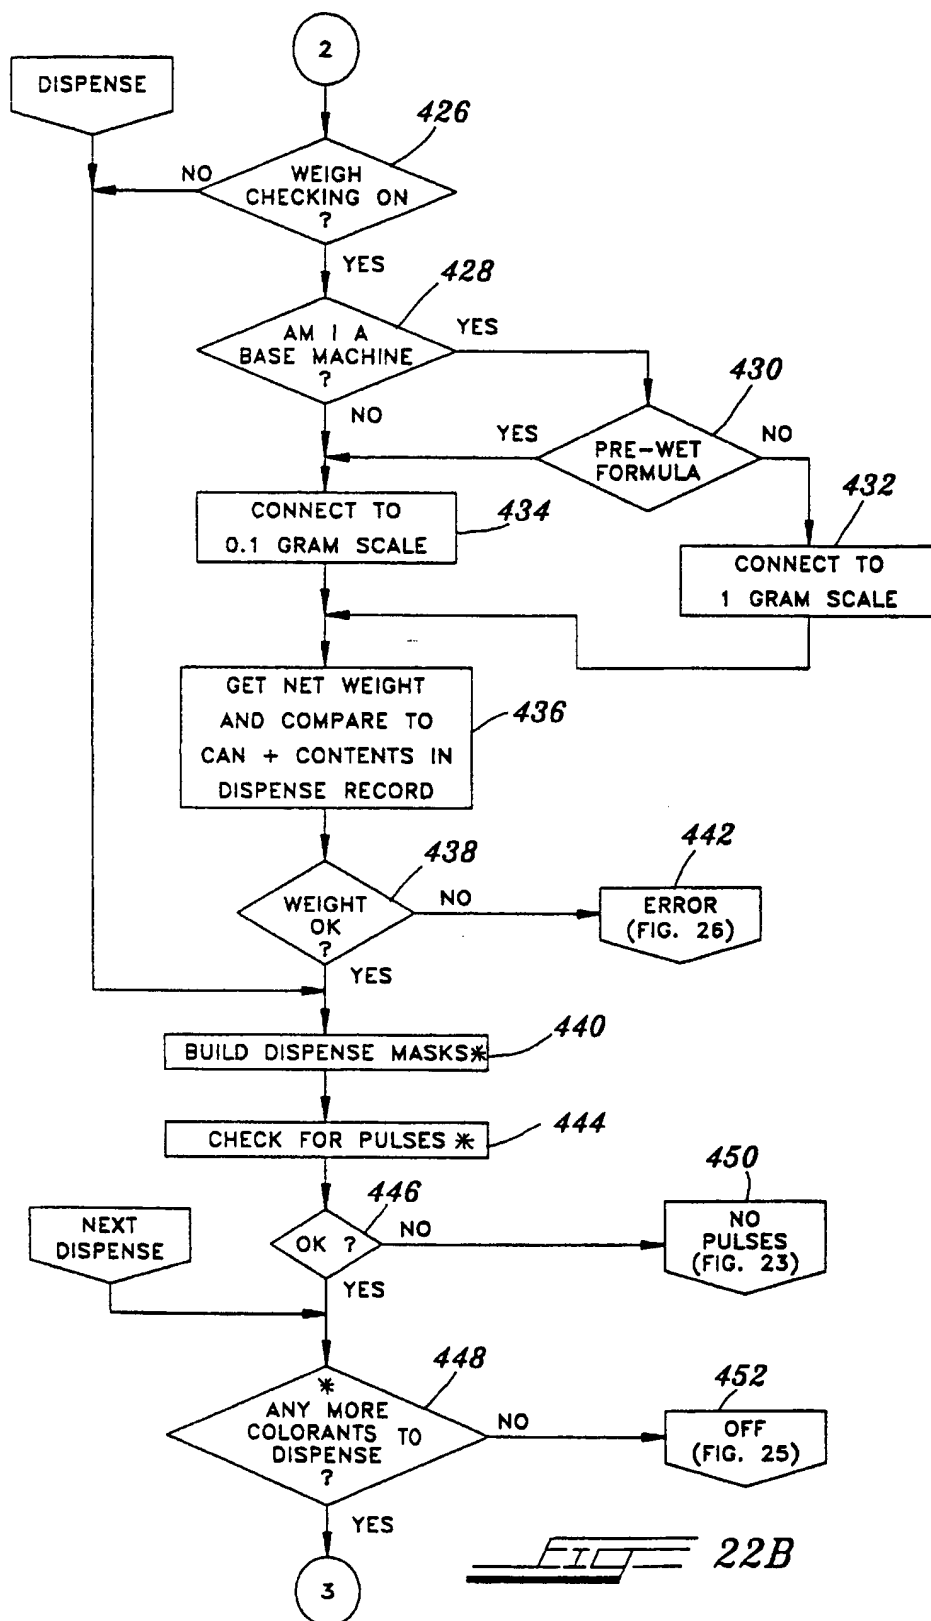 2
DISPENSE
426
NO
WEIGH
CHECKING ON
?
YES
428
AM I A
BASE MACHINE
?
YES
NO
430
YES
PRE-WET
FORMULA
NO
432
CONNECT TO
0.1 GRAM SCALE
434
CONNECT TO
1 GRAM SCALE
GET NET WEIGHT
AND COMPARE TO
CAN + CONTENTS IN
DISPENSE RECORD
436
438
WEIGHT
OK
?
NO
442
ERROR
(FIG. 26)
YES
BUILD DISPENSE MASKS*
440
CHECK FOR PULSES *
444
446
NEXT
DISPENSE
OK ?
NO
450
NO
PULSES
(FIG. 23)
YES
448
*
ANY MORE
COLORANTS TO
DISPENSE
?
NO
452
OFF
(FIG. 25)
YES
3
FIG 22B